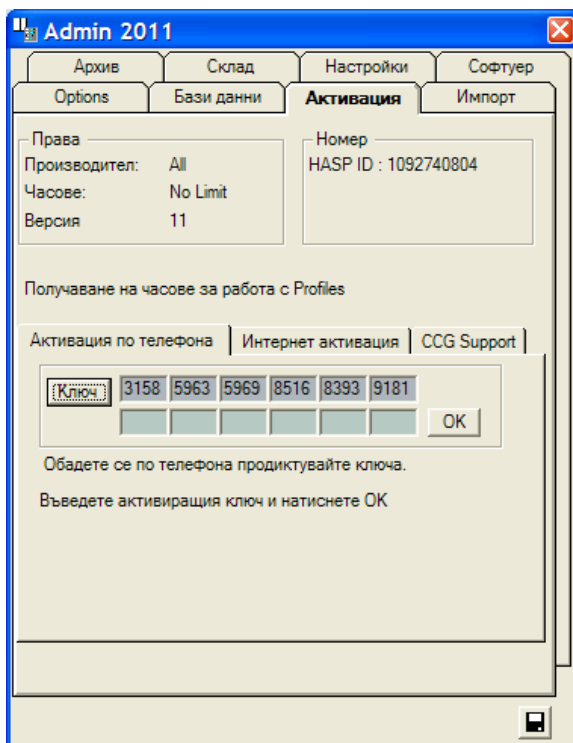 Admin 2011
Архив Склад Настройки Софтуер
Options Бази данни Активация Импорт
Права
Производител: All
Часове: No Limit
Версия 11
Номер
HASP ID : 1092740804
Получаване на часове за работа с Profiles
Активация по телефона Интернет активация CCG Support
Ключ 3158 5963 5969 8516 8393 9181
OK
Обадете се по телефона продиктувайте ключа.
Въведете активиращия ключ и натиснете OK